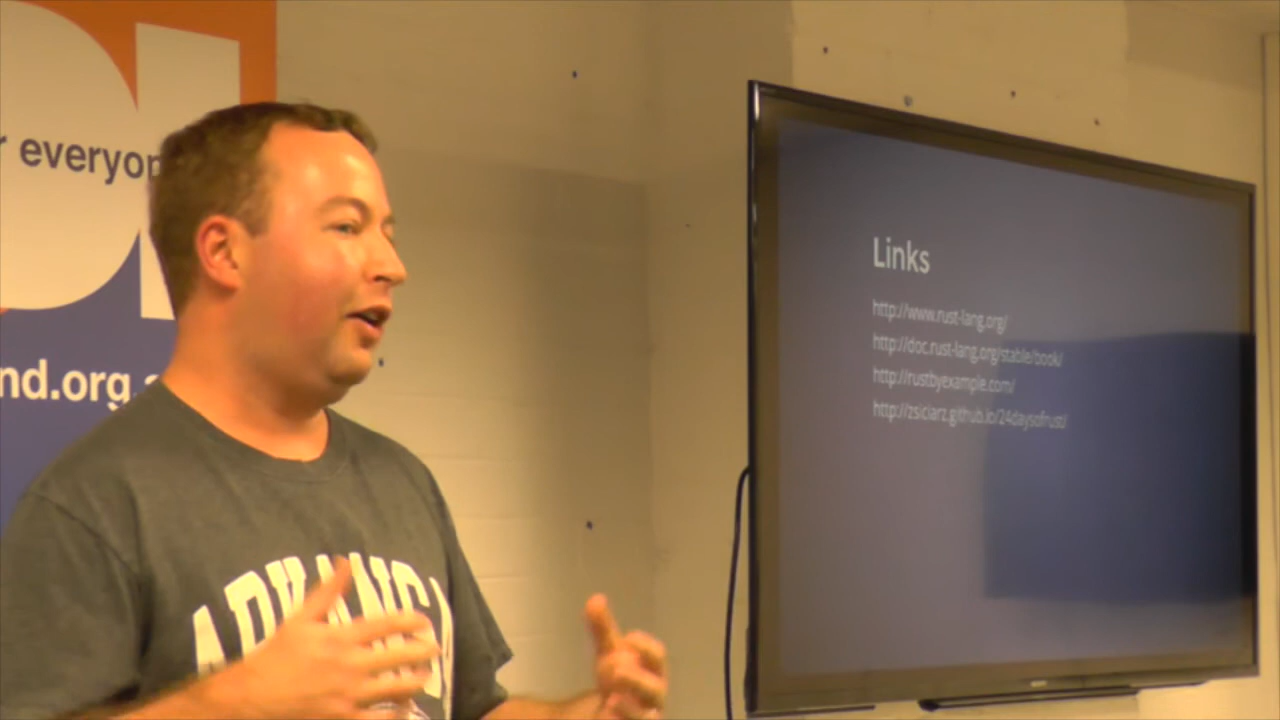 everyon
nd.org.
ARKANSA
Links
http://www.rust-lang.org/
http://doc.rust-lang.org/stable/book/
http://rustbyexample.com/
http://zsiciarz.github.io/24daysofrust/